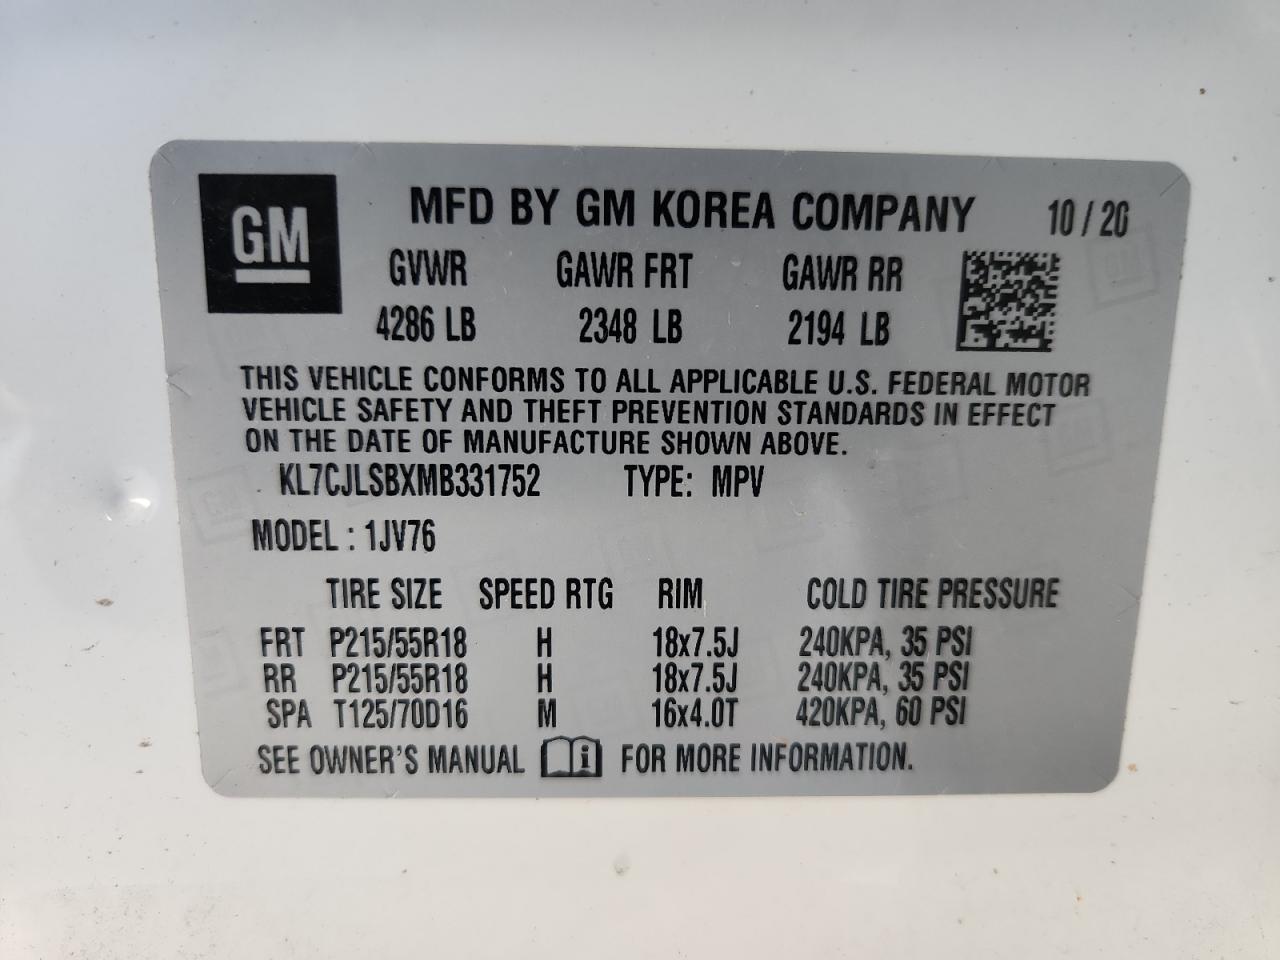 GM
MFD BY GM KOREA COMPANY 10/20
GVWR GAWR FRT GAWR RR
4286 LB 2348 LB 2194 LB
THIS VEHICLE CONFORMS TO ALL APPLICABLE U.S. FEDERAL MOTOR
VEHICLE SAFETY AND THEFT PREVENTION STANDARDS IN EFFECT
ON THE DATE OF MANUFACTURE SHOWN ABOVE.
KL7CJLSBXMB331752 TYPE: MPV
MODEL : 1JV76
TIRE SIZE SPEED RTG RIM COLD TIRE PRESSURE
FRT P215/55R18 H 18x7.5J 240KPA, 35 PSI
RR P215/55R18 H 18x7.5J 240KPA, 35 PSI
SPA T125/70D16 M 16x4.0T 420KPA, 60 PSI
SEE OWNER'S MANUAL i FOR MORE INFORMATION.